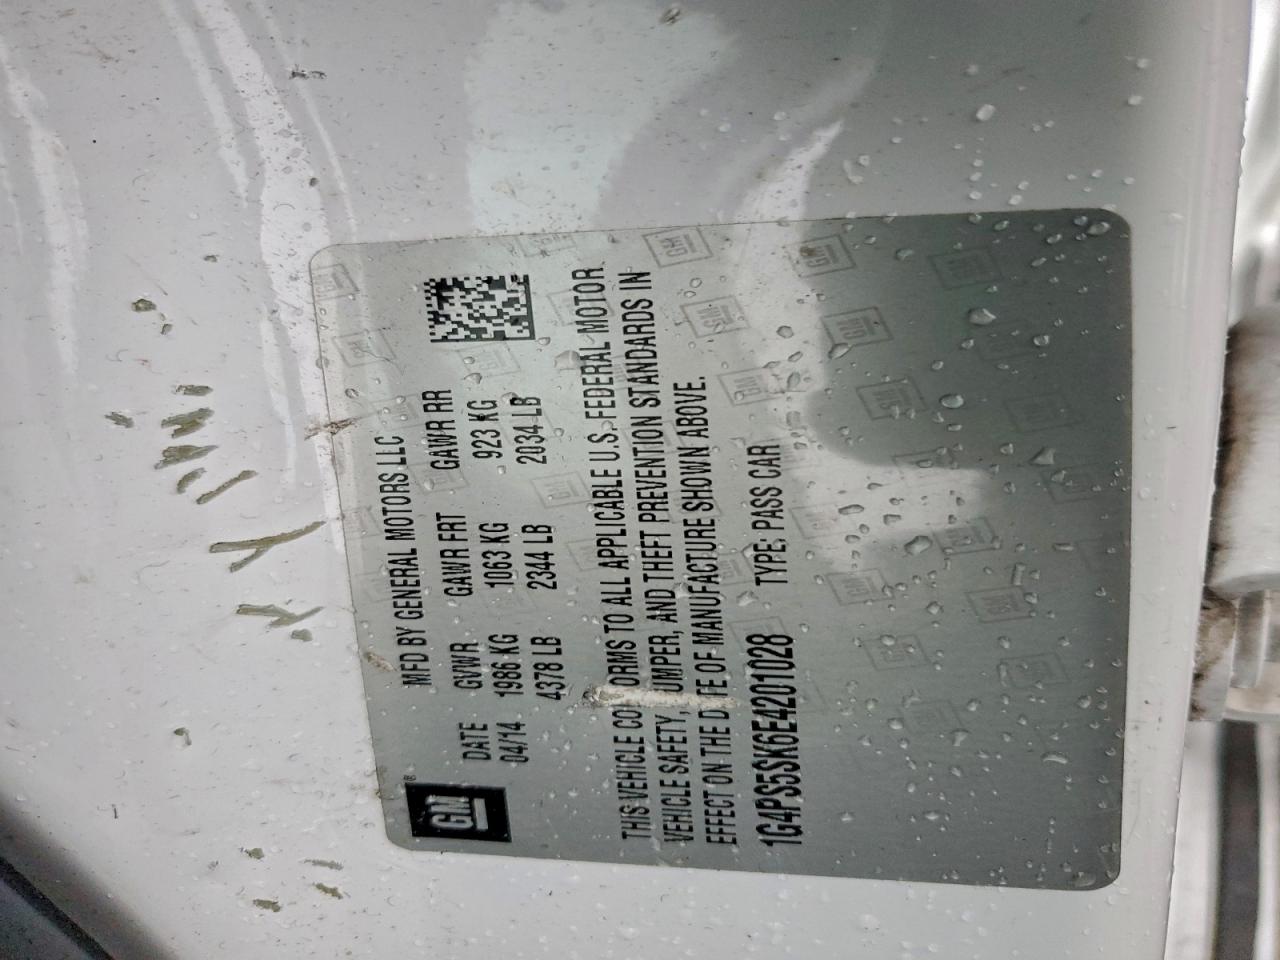 GM®
MFD BY GENERAL MOTORS LLC
DATE GVWR GAWR FRT GAWR RR
04/14 1986 KG 1063 KG 923 KG
4378 LB 2344 LB 2034 LB
THIS VEHICLE CO ORMS TO ALL APPLICABLE U.S. FEDERAL MOTOR
VEHICLE SAFETY, UMPER, AND THEFT PREVENTION STANDARDS IN
EFFECT ON THE D TE OF MANUFACTURE SHOWN ABOVE.
1G4PS5SK6E4201028 TYPE: PASS CAR